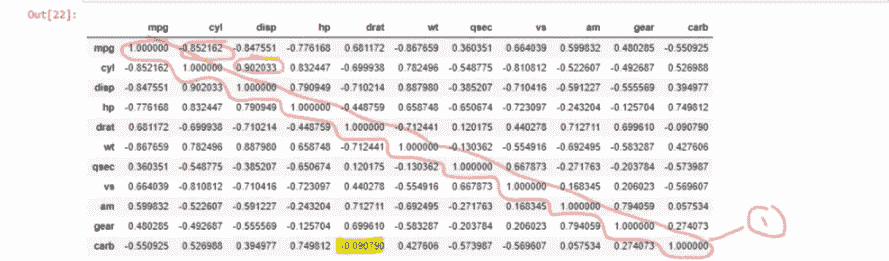 Out[22]:
mpg cyl disp hp drat wt qsec vs am gear carb
mpg 1.000000 -0.852162 -0.847551 -0.776168 0.681172 -0.867659 0.360351 0.664039 0.599832 0.480285 -0.550925
cyl -0.852162 1.000000 0.902033 0.832447 -0.699938 0.782496 -0.548775 -0.810812 -0.522607 -0.492687 0.526988
disp -0.847551 0.902033 1.000000 0.790949 -0.710214 0.887980 -0.385207 -0.710416 -0.591227 -0.555569 0.394977
hp -0.776168 0.832447 0.790949 1.000000 -0.448759 0.658748 -0.650674 -0.723097 -0.243204 -0.125704 0.749812
drat 0.681172 -0.699938 -0.710214 -0.448759 1.000000 -0.712441 0.120175 0.440278 0.712711 0.699610 -0.090790
wt -0.867659 0.782496 0.887980 0.658748 -0.712441 1.000000 -0.130362 -0.554916 -0.692495 -0.583287 0.427606
qsec 0.360351 -0.548775 -0.385207 -0.650674 0.120175 -0.130362 1.000000 0.667873 -0.271763 -0.203784 -0.573987
vs 0.664039 -0.810812 -0.710416 -0.723097 0.440278 -0.554916 0.667873 1.000000 0.168345 0.206023 -0.569607
am 0.599832 -0.522607 -0.591227 -0.243204 0.712711 -0.692495 -0.271763 0.168345 1.000000 0.794059 0.057534
gear 0.480285 -0.492687 -0.555569 -0.125704 0.699610 -0.583287 -0.203784 0.206023 0.794059 1.000000 0.274073
carb -0.550925 0.526988 0.394977 0.749812 -0.090790 0.427606 -0.573987 -0.569607 0.057534 0.274073 1.000000
1